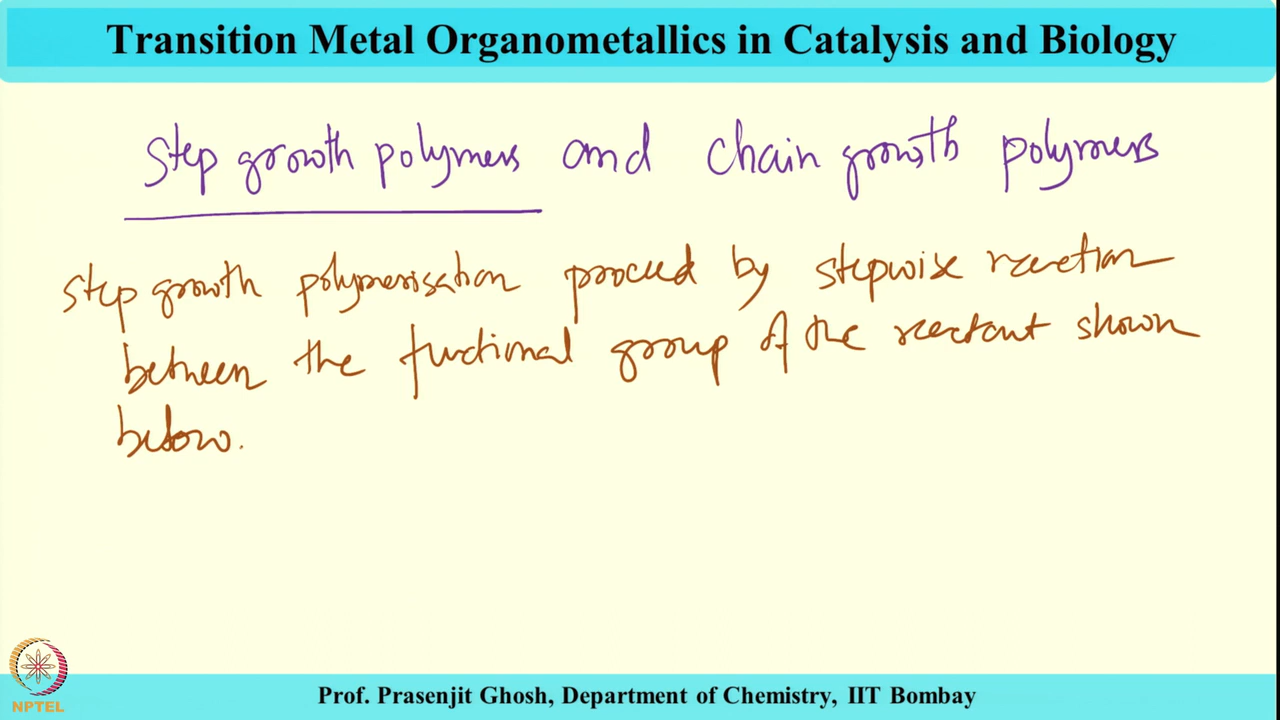 Transition Metal Organometallics in Catalysis and Biology
Step growth polymers and chain growth polymers
Step growth polymerisation proceed by stepwise reaction
between the functional group of the reactant shown
below.
NPTEL
Prof. Prasenjit Ghosh, Department of Chemistry, IIT Bombay